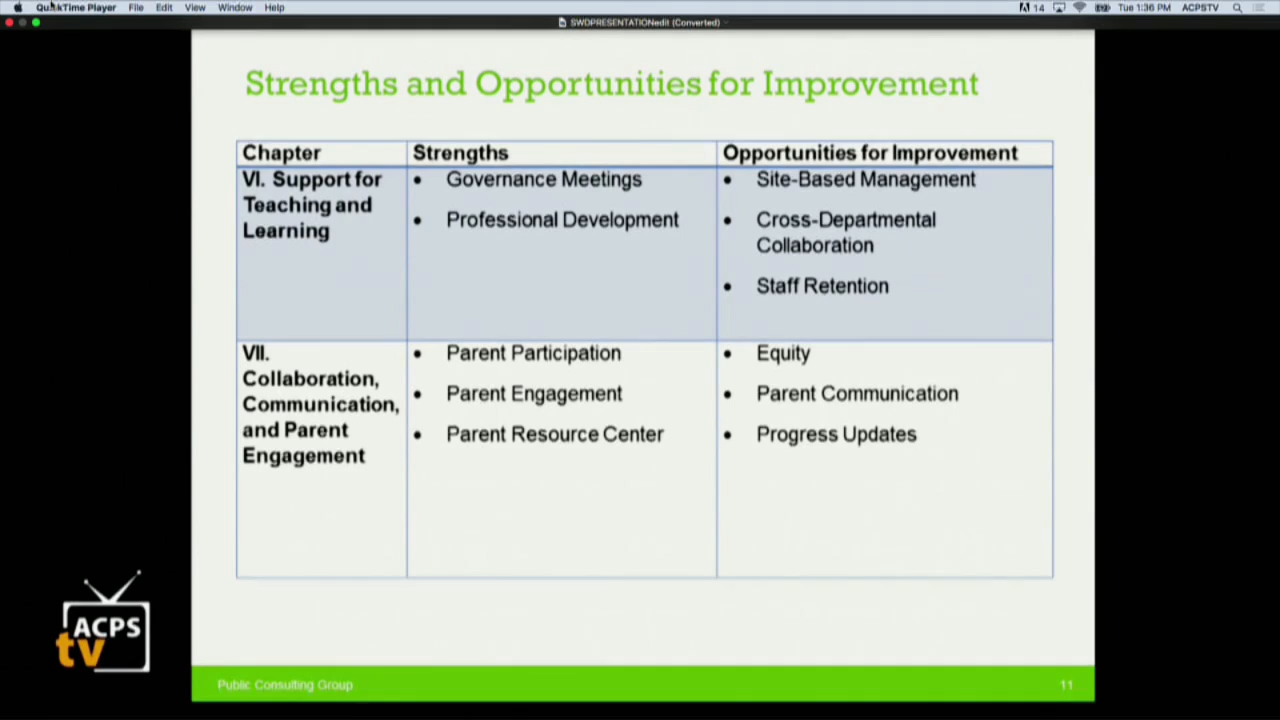 QuickTime Player File Edit View Window Help 14 Tue 1:36 PM ACPSTV
SWDPRESENTATIONedit (Converted)
Strengths and Opportunities for Improvement
Chapter Strengths Opportunities for Improvement
VI. Support for Teaching and Learning
• Governance Meetings
• Professional Development
• Site-Based Management
• Cross-Departmental
Collaboration
• Staff Retention
VII.
Collaboration,
Communication,
and Parent
Engagement
• Parent Participation
• Parent Engagement
• Parent Resource Center
• Equity
• Parent Communication
• Progress Updates
ACPS
tv
Public Consulting Group 11